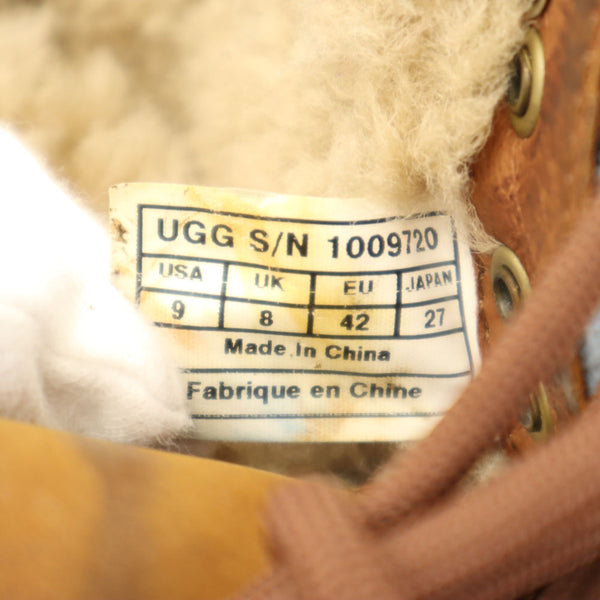 UGG S/N 1009720
USA UK EU JAPAN
9 8 42 27
Made In China
Fabrique en Chine